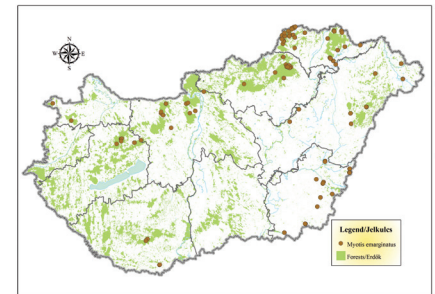 N
W E
S
Legend/Jelkulcs
Myotis emarginatus
Forests/Erdők